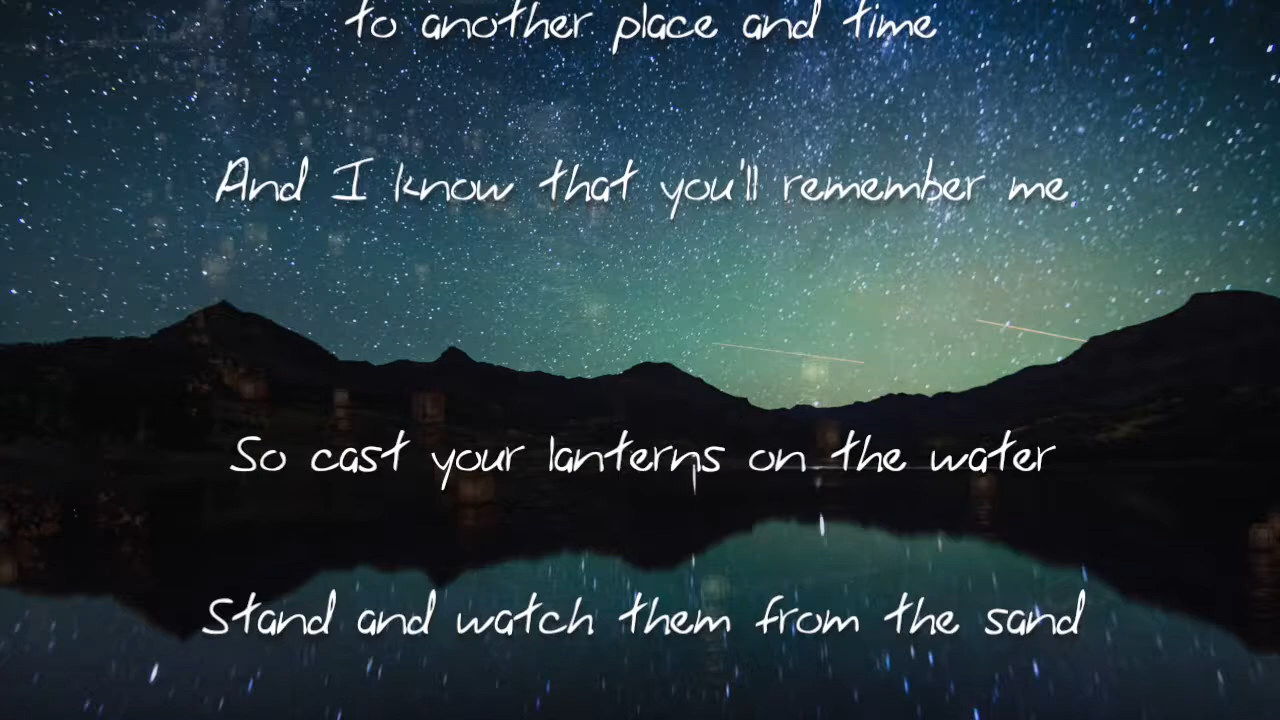 to another place and time
And I know that you'll remember me
So cast your lanterns on the water
Stand and watch them from the sand